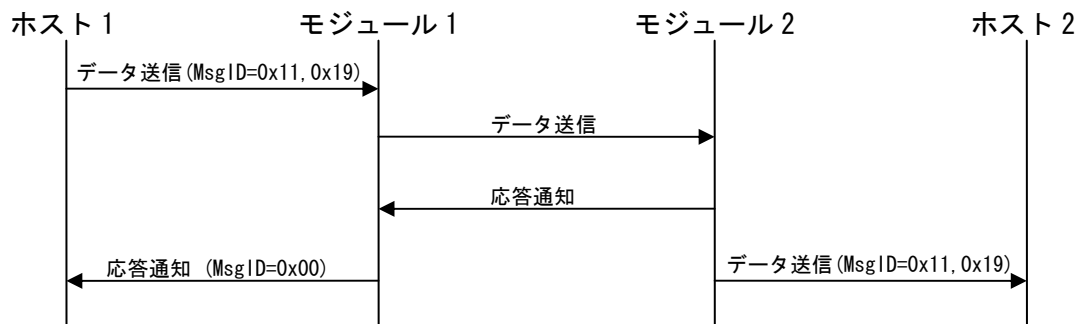 ホスト1
モジュール1
モジュール2
ホスト2
データ送信(MsgID=0x11,0x19)
データ送信
応答通知
応答通知 (MsgID=0x00)
データ送信(MsgID=0x11,0x19)